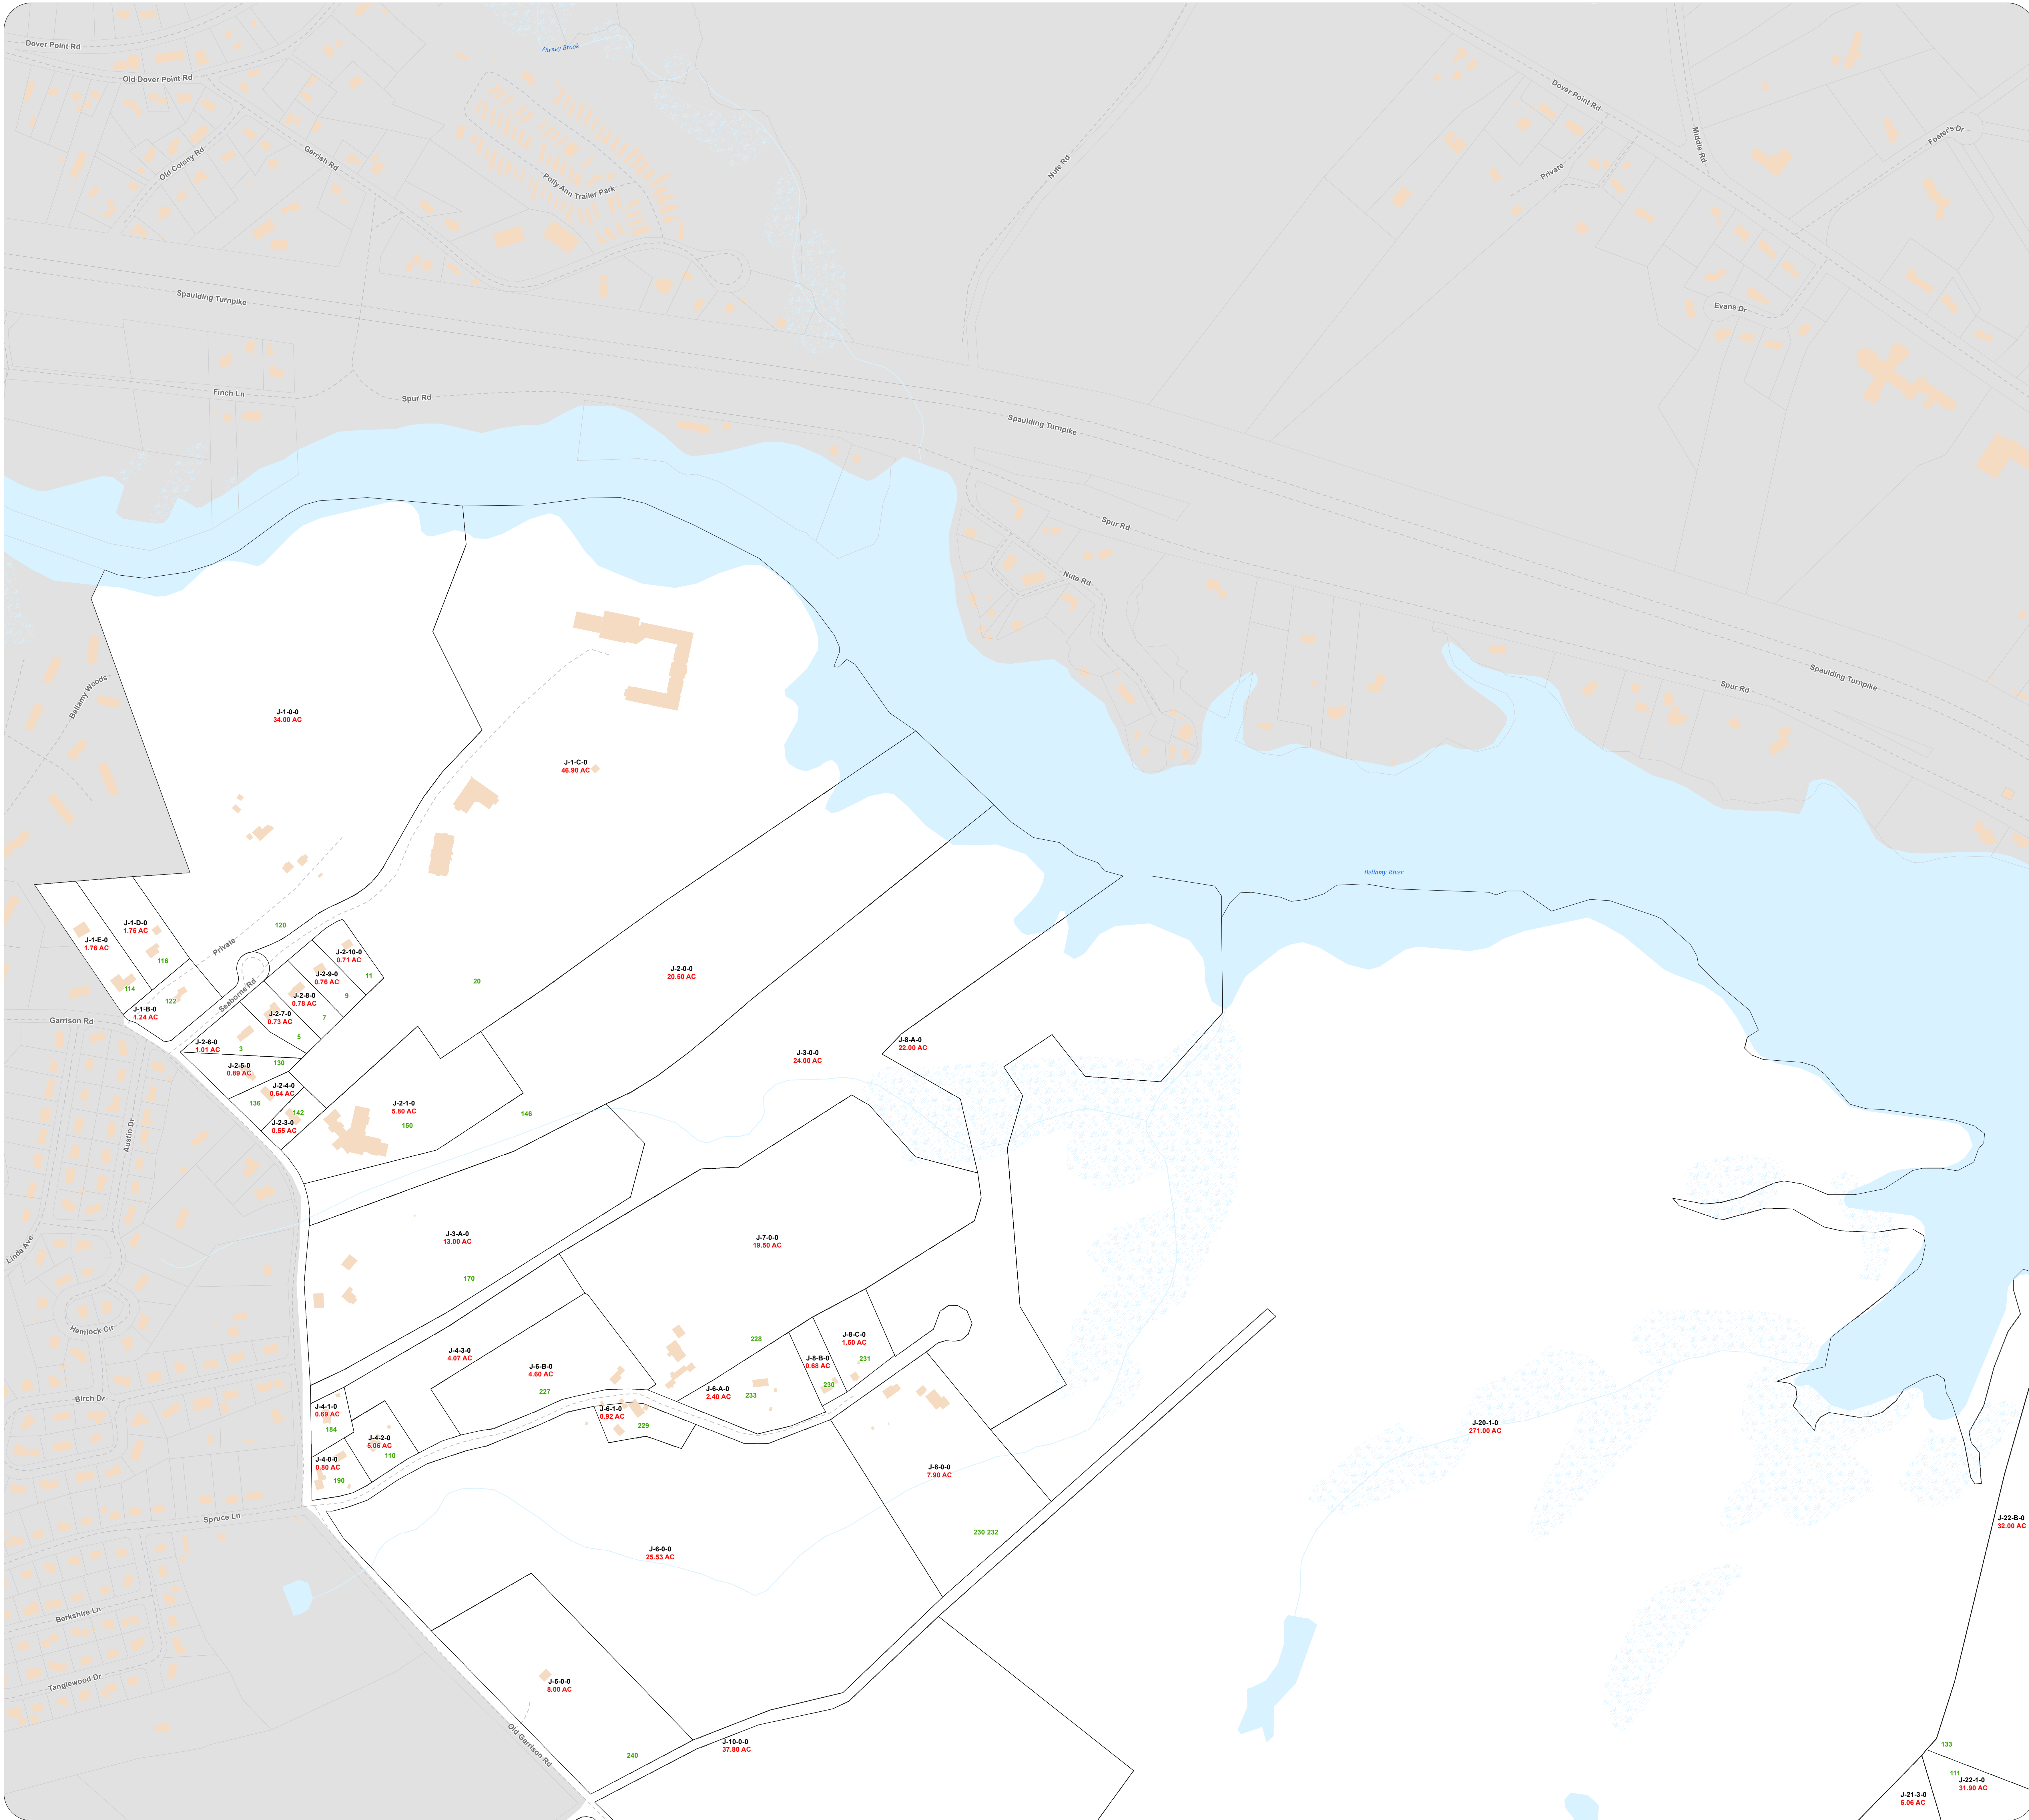 Dover Point Rd
Varney Brook
Old Dover Point Rd
Dover Point Rd
Middle Rd
Foster's Dr
Old Colony Rd
Gerrish Rd
Polly Ann Trailer Park
Nute Rd
Private
Spaulding Turnpike
Evans Dr
Finch Ln
Spur Rd
Spaulding Turnpike
Spur Rd
Nute Rd
Spaulding Turnpike
Spur Rd
Bellamy Woods
J-1-0-0
34.00 AC
J-1-C-0
46.90 AC
Bellamy River
J-1-D-0
1.75 AC
120
J-1-E-0
1.76 AC
Private
116
J-2-10-0
0.71 AC
J-2-0-0
20.50 AC
J-2-9-0
0.76 AC
11
20
114
122
Seaborne Rd
J-2-8-0
0.78 AC
9
J-1-B-0
1.24 AC
J-2-7-0
0.73 AC
7
Garrison Rd
J-2-6-0
1.01 AC
3
5
J-8-A-0
22.00 AC
J-3-0-0
24.00 AC
J-2-5-0
0.89 AC
130
J-2-4-0
0.64 AC
136
142
J-2-1-0
5.80 AC
150
146
J-2-3-0
0.55 AC
Austin Dr
Linda Ave
J-3-A-0
13.00 AC
170
J-7-0-0
19.50 AC
Hemlock Cir
228
J-4-3-0
4.07 AC
J-8-C-0
1.50 AC
J-6-B-0
4.60 AC
227
J-8-B-0
0.68 AC
231
230
Birch Dr
J-6-A-0
2.40 AC
233
J-4-1-0
0.69 AC
184
J-6-1-0
0.92 AC
229
J-20-1-0
271.00 AC
J-4-2-0
5.06 AC
110
J-4-0-0
0.80 AC
190
J-8-0-0
7.90 AC
Spruce Ln
J-22-B-0
32.00 AC
230 232
J-6-0-0
25.53 AC
Berkshire Ln
Tanglewood Dr
J-5-0-0
8.00 AC
Old Garrison Rd
J-10-0-0
37.80 AC
240
133
111
J-22-1-0
31.90 AC
J-21-3-0
5.06 AC